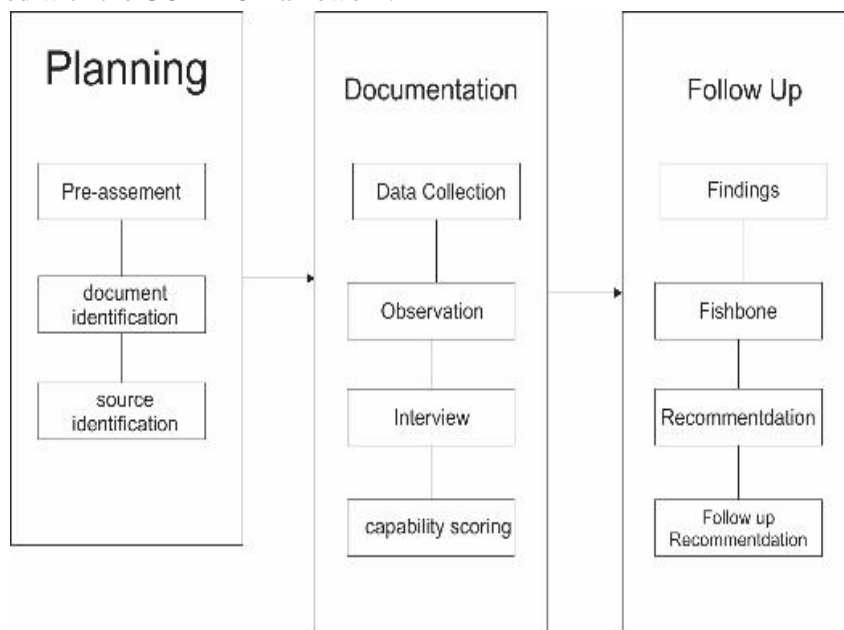 Planning
Pre-assement
document
identification
source
identification
Documentation
Data Collection
Observation
Interview
capability scoring
Follow Up
Findings
Fishbone
Recommentdation
Follow up
Recommentdation